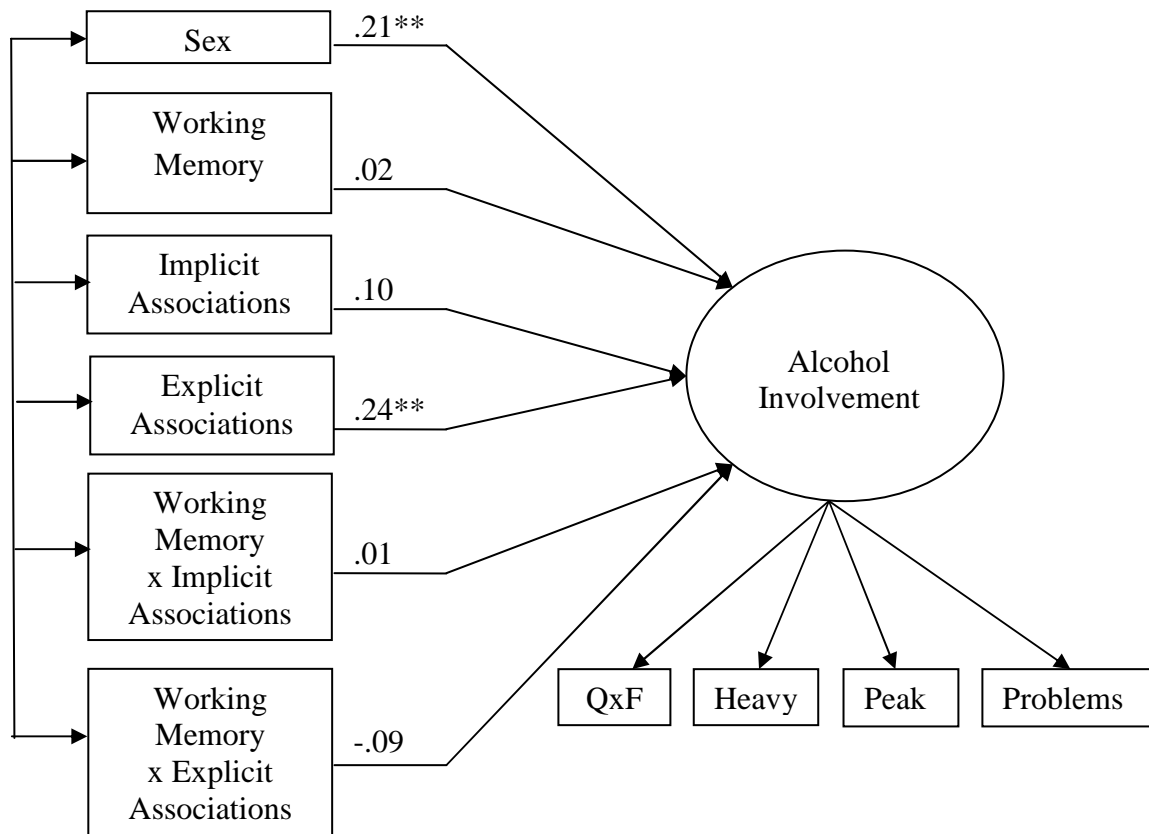 Sex
.21**
Working
Memory
.02
Implicit
Associations
.10
Explicit
Associations
.24**
Working
Memory
x Implicit
Associations
.01
Working
Memory
x Explicit
Associations
-.09
Alcohol
Involvement
QxF
Heavy
Peak
Problems